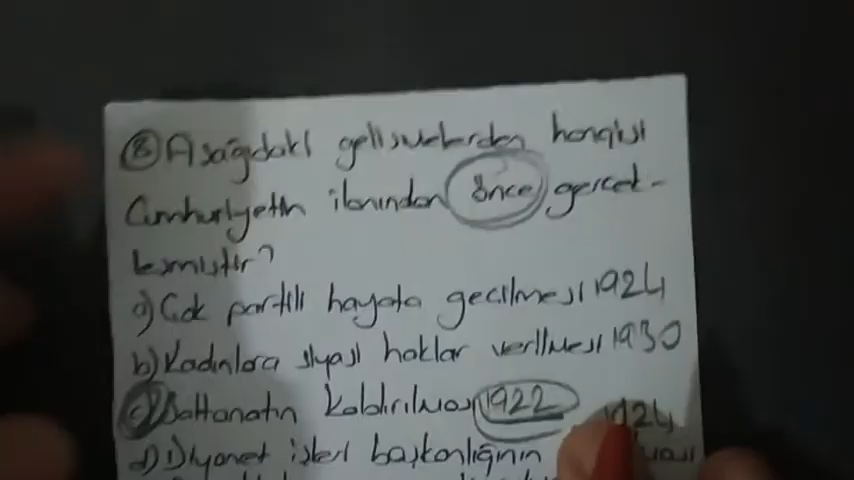 8) Aşağıdaki gelişmelerden hangisi
Cumhuriyetin ilanından önce gerçek-
leşmiştir?
a) Çok partili hayata geçilmesi 1924
b) Kadınlara siyasi haklar verilmesi 1930
c) Saltanatın kaldırılması 1922
1924
d) Diyanet işleri başkanlığının